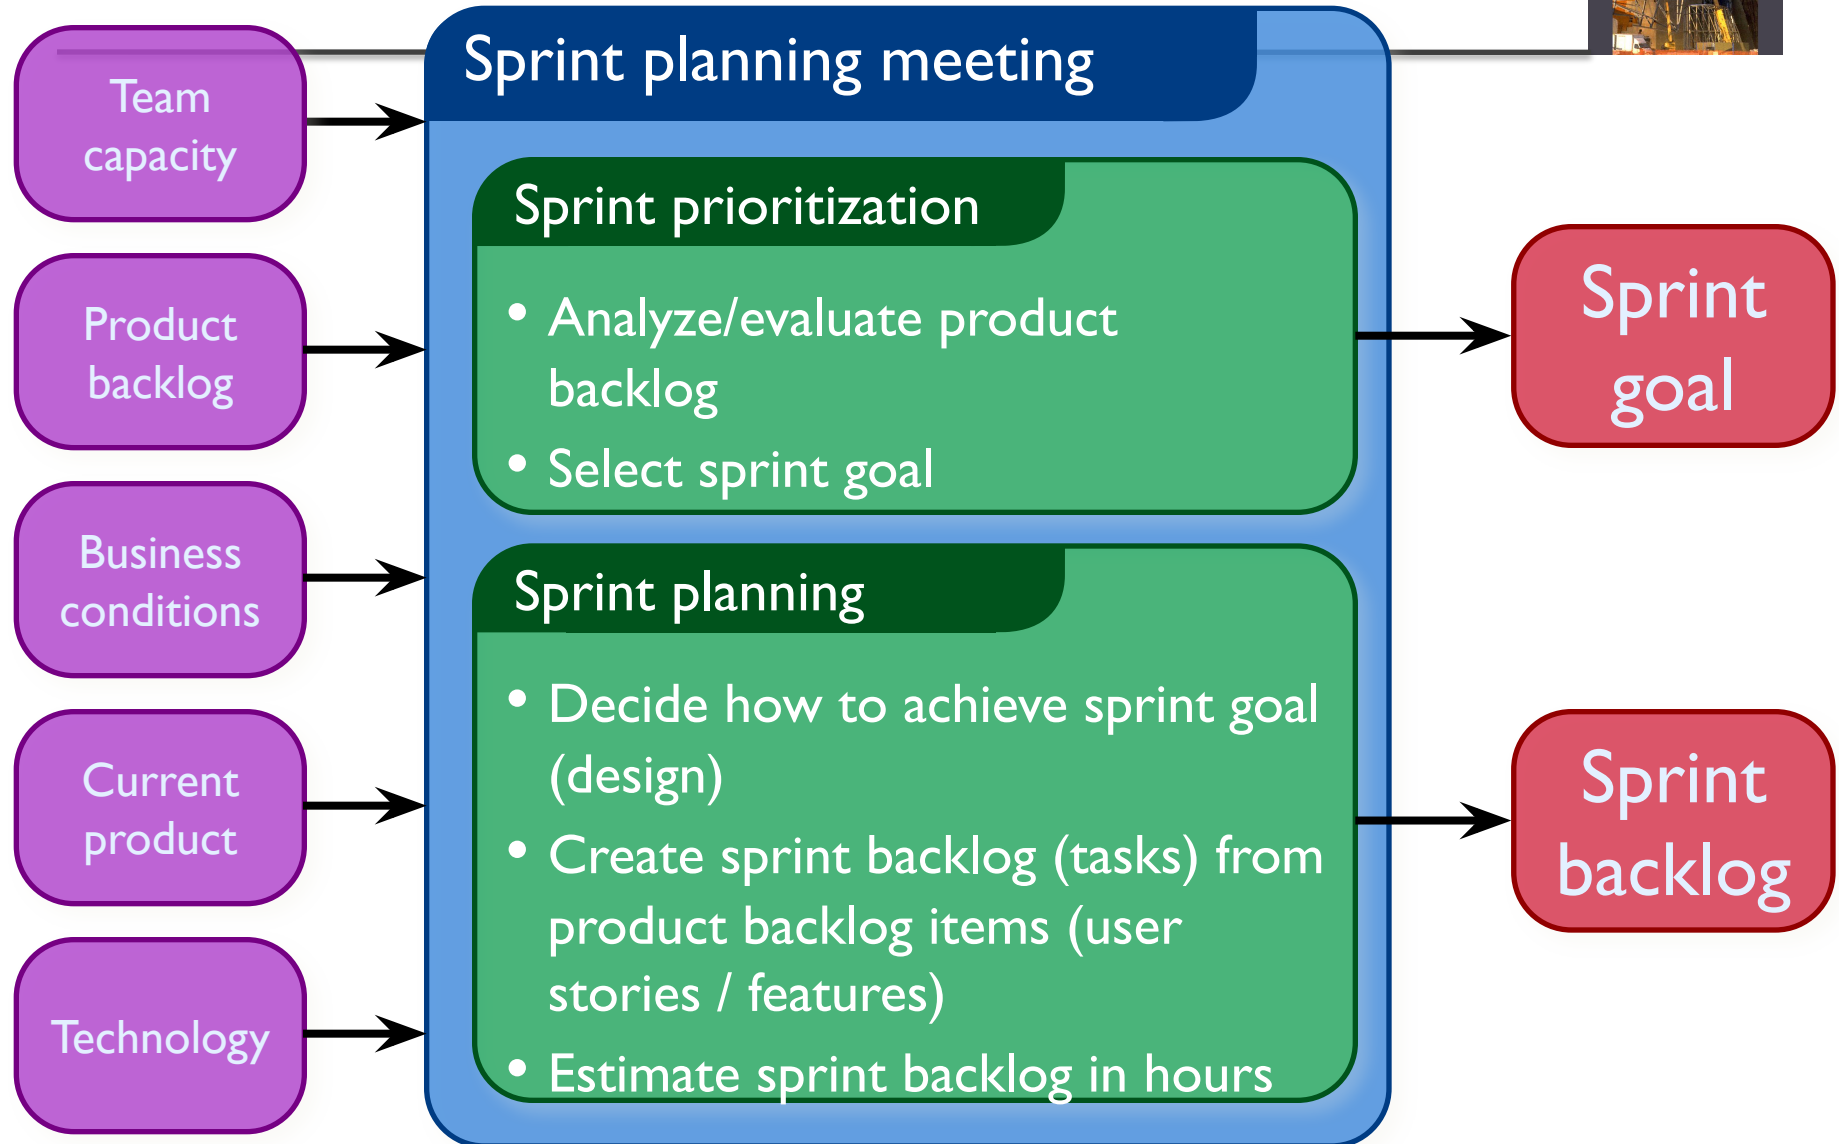 Team
capacity
Product
backlog
Business
conditions
Current
product
Technology
Sprint planning meeting
Sprint prioritization
• Analyze/evaluate product
backlog
• Select sprint goal
Sprint planning
• Decide how to achieve sprint goal
(design)
• Create sprint backlog (tasks) from
product backlog items (user
stories / features)
• Estimate sprint backlog in hours
Sprint
goal
Sprint
backlog